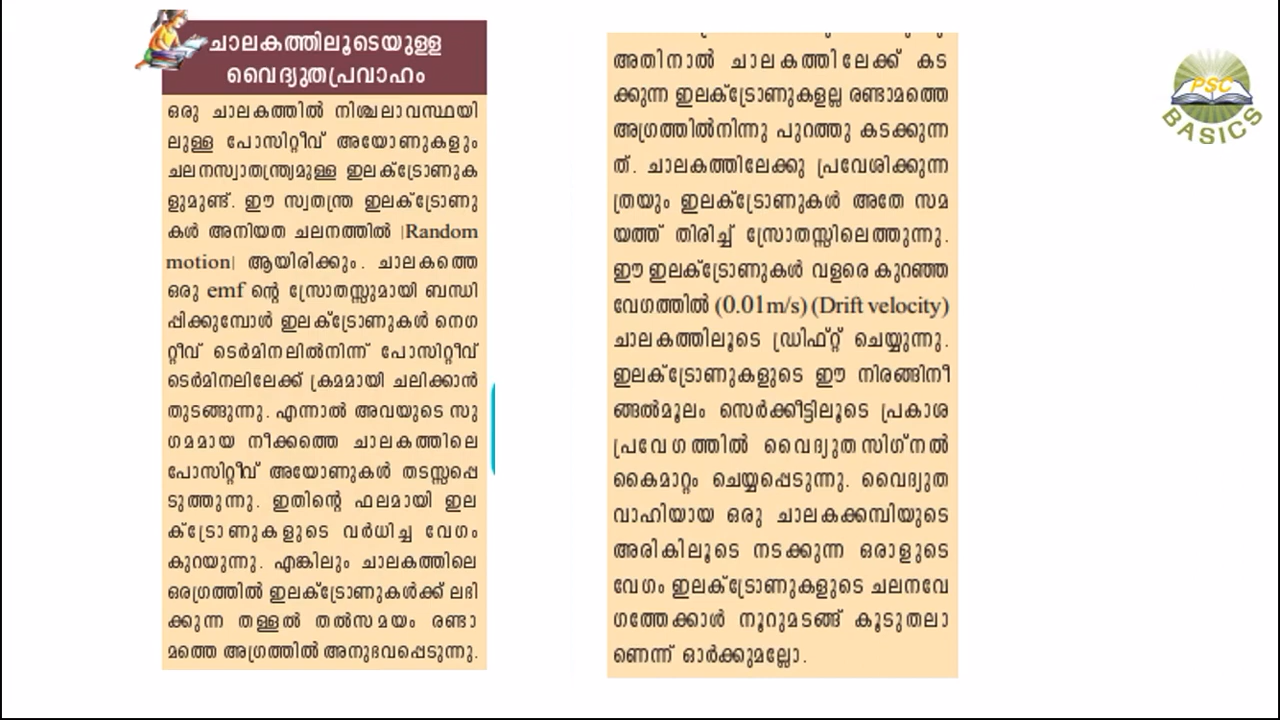 ചാലകത്തിലൂടെയുള്ള
വൈദ്യുതപ്രവാഹം
ഒരു ചാലകത്തിൽ നിശ്ചലാവസ്ഥയി
ലുള്ള പോസിറ്റീവ് അയോണുകളും
ചലനസ്വാതന്ത്ര്യമുള്ള ഇലക്ട്രോണുക
ളുമുണ്ട്. ഈ സ്വതന്ത്ര ഇലക്ട്രോണു
കൾ അനിയത ചലനത്തിൽ |Random
motion| ആയിരിക്കും. ചാലകത്തെ
ഒരു emf ന്റെ സ്രോതസ്സുമായി ബന്ധി
പ്പിക്കുമ്പോൾ ഇലക്ട്രോണുകൾ നെഗ
റ്റീവ് ടെർമിനലിൽനിന്ന് പോസിറ്റീവ്
ടെർമിനലിലേക്ക് ക്രമമായി ചലിക്കാൻ
തുടങ്ങുന്നു. എന്നാൽ അവയുടെ സു
ഗമമായ നീക്കത്തെ ചാലകത്തിലെ
പോസിറ്റീവ് അയോണുകൾ തടസ്സപ്പെ
ടുത്തുന്നു. ഇതിന്റെ ഫലമായി ഇല
ക്ട്രോണുകളുടെ വർധിച്ച വേഗം
കുറയുന്നു. എങ്കിലും ചാലകത്തിലെ
ഒരഗ്രത്തിൽ ഇലക്ട്രോണുകൾക്ക് ലഭി
ക്കുന്ന തള്ളൽ തൽസമയം രണ്ടാ
മത്തെ അഗ്രത്തിൽ അനുഭവപ്പെടുന്നു.
അതിനാൽ ചാലകത്തിലേക്ക് കട
ക്കുന്ന ഇലക്ട്രോണുകളല്ല രണ്ടാമത്തെ
അഗ്രത്തിൽനിന്നു പുറത്തു കടക്കുന്ന
ത്. ചാലകത്തിലേക്കു പ്രവേശിക്കുന്ന
ത്രയും ഇലക്ട്രോണുകൾ അതേ സമ
യത്ത് തിരിച്ച് സ്രോതസ്സിലെത്തുന്നു.
ഈ ഇലക്ട്രോണുകൾ വളരെ കുറഞ്ഞ
വേഗത്തിൽ (0.01m/s) (Drift velocity)
ചാലകത്തിലൂടെ ഡ്രിഫ്റ്റ് ചെയ്യുന്നു.
ഇലക്ട്രോണുകളുടെ ഈ നിരങ്ങിനീ
ങ്ങൽമൂലം സെർക്കീട്ടിലൂടെ പ്രകാശ
പ്രവേഗത്തിൽ വൈദ്യുതസിഗ്നൽ
കൈമാറ്റം ചെയ്യപ്പെടുന്നു. വൈദ്യുത
വാഹിയായ ഒരു ചാലകക്കമ്പിയുടെ
അരികിലൂടെ നടക്കുന്ന ഒരാളുടെ
വേഗം ഇലക്ട്രോണുകളുടെ ചലനവേ
ഗത്തേക്കാൾ നൂറുമടങ്ങ് കൂടുതലാ
ണെന്ന് ഓർക്കുമല്ലോ.
PSC
BASICS